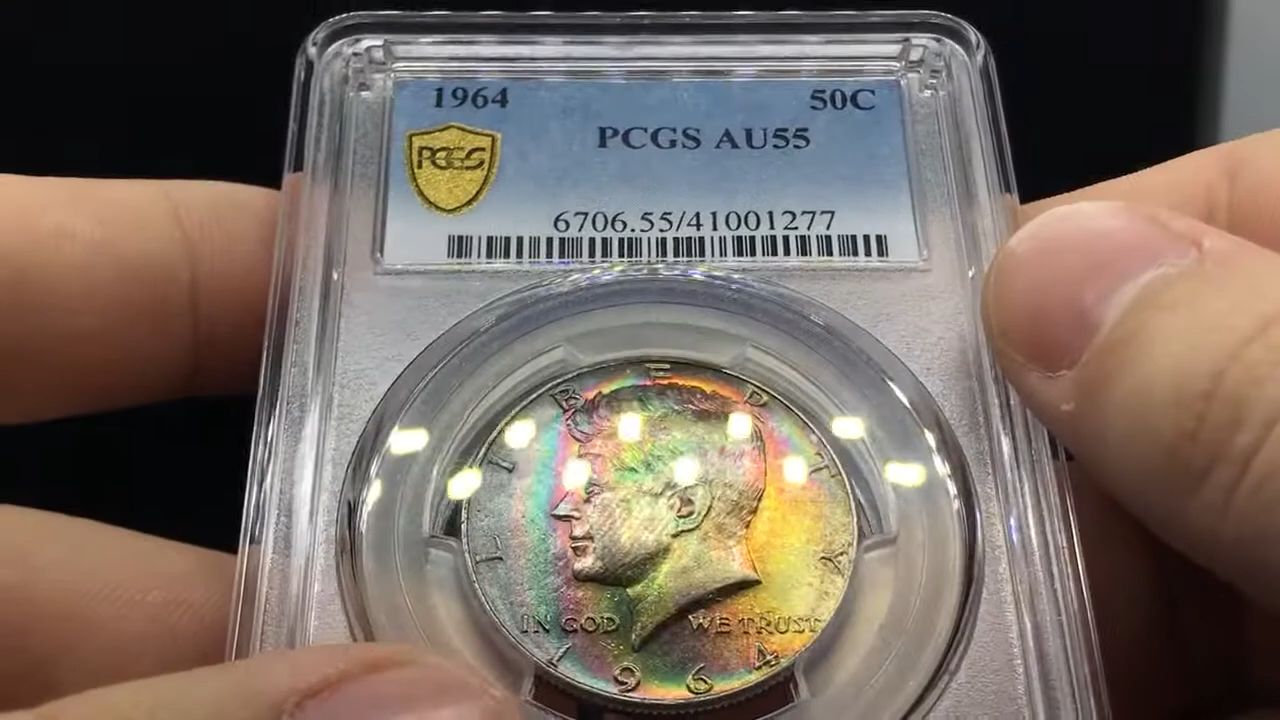 1964 50C
PCGS PCGS AU55
6706.55/41001277
LIBERTY
IN GOD WE TRUST
1964